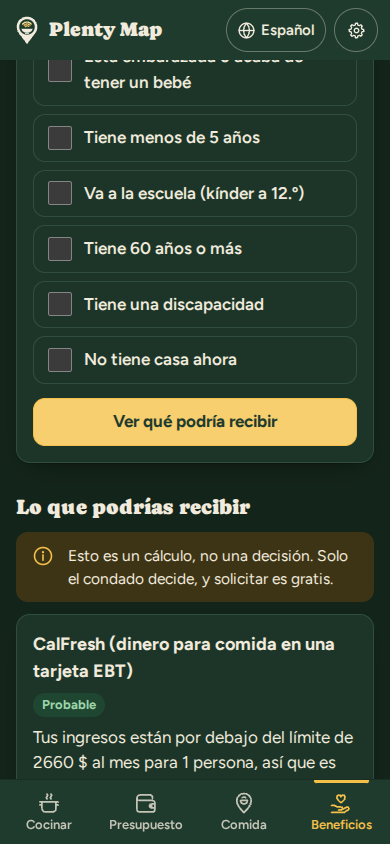 Plenty Map
Español
tener un bebé
Tiene menos de 5 años
Va a la escuela (kínder a 12.º)
Tiene 60 años o más
Tiene una discapacidad
No tiene casa ahora
Ver qué podría recibir
Lo que podrías recibir
Esto es un cálculo, no una decisión. Solo
el condado decide, y solicitar es gratis.
CalFresh (dinero para comida en una
tarjeta EBT)
Probable
Tus ingresos están por debajo del límite de
2660 $ al mes para 1 persona, así que es
Cocinar
Presupuesto
Comida
Beneficios